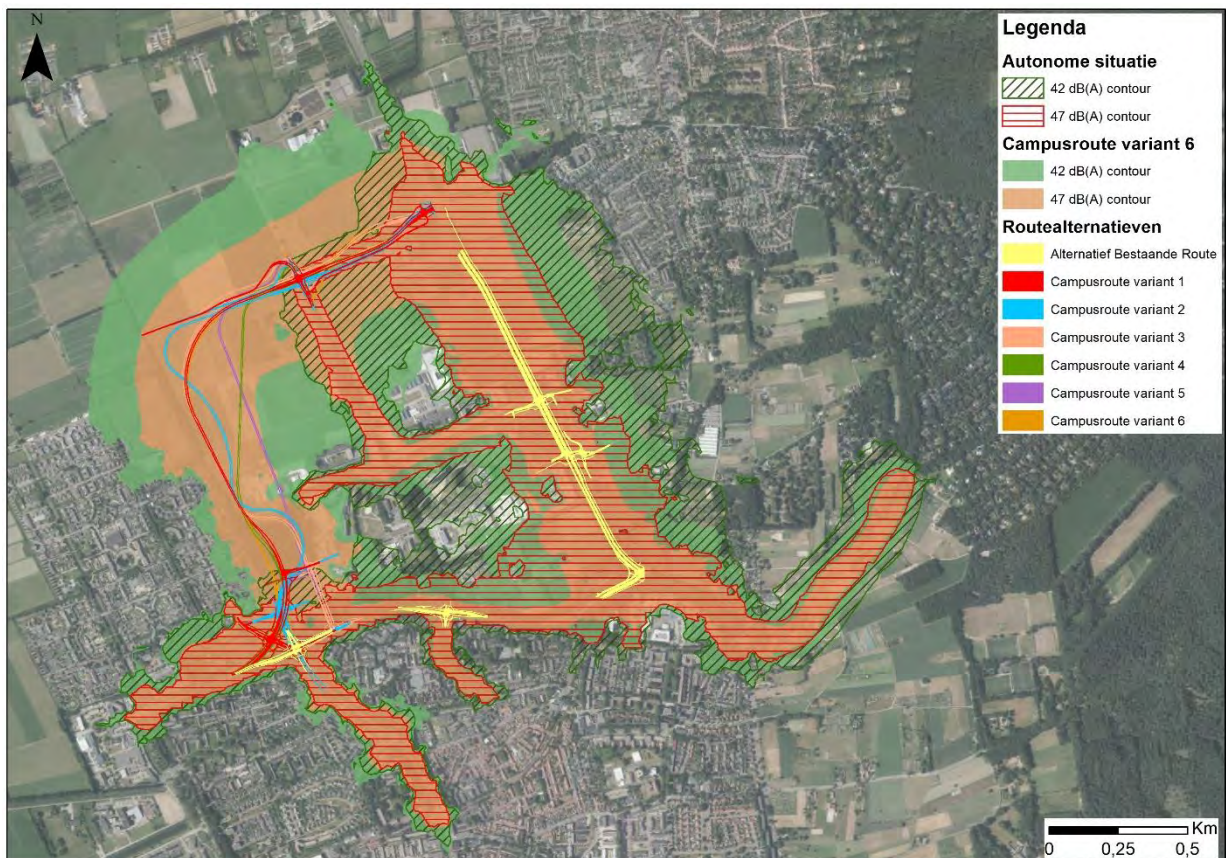 N
Legenda
Autonome situatie
42 dB(A) contour
47 dB(A) contour
Campusroute variant 6
42 dB(A) contour
47 dB(A) contour
Routealternatieven
Alternatief Bestaande Route
Campusroute variant 1
Campusroute variant 2
Campusroute variant 3
Campusroute variant 4
Campusroute variant 5
Campusroute variant 6
Km
0 0,25 0,5